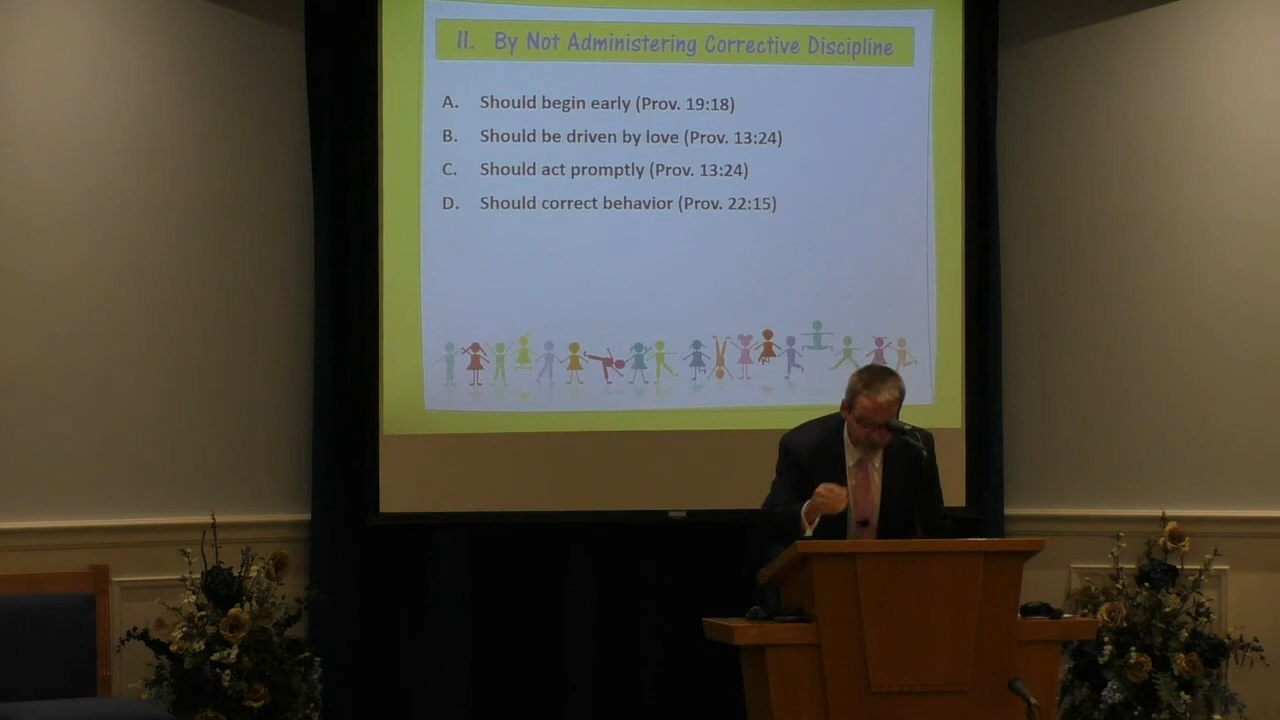 II. By Not Administering Corrective Discipline
A. Should begin early (Prov. 19:18)
B. Should be driven by love (Prov. 13:24)
C. Should act promptly (Prov. 13:24)
D. Should correct behavior (Prov. 22:15)